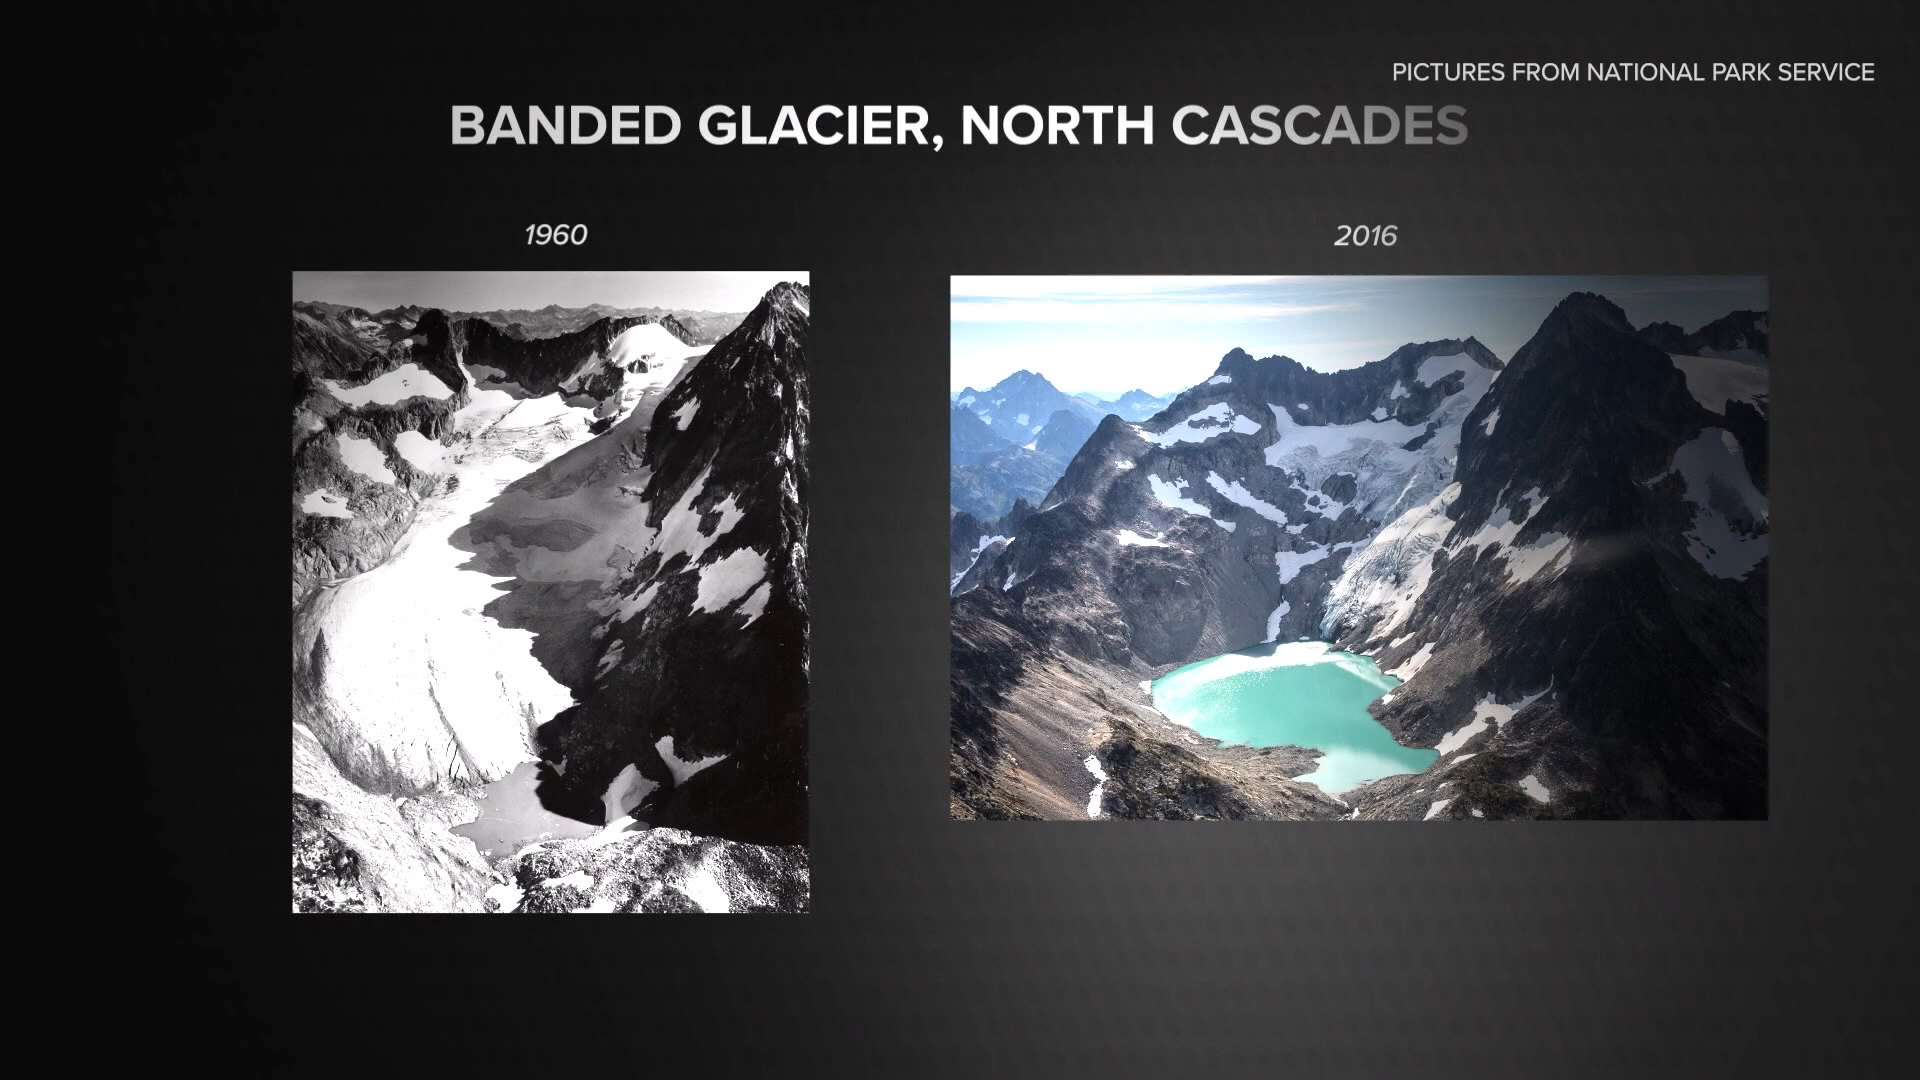 PICTURES FROM NATIONAL PARK SERVICE
BANDED GLACIER, NORTH CASCADES
1960
2016